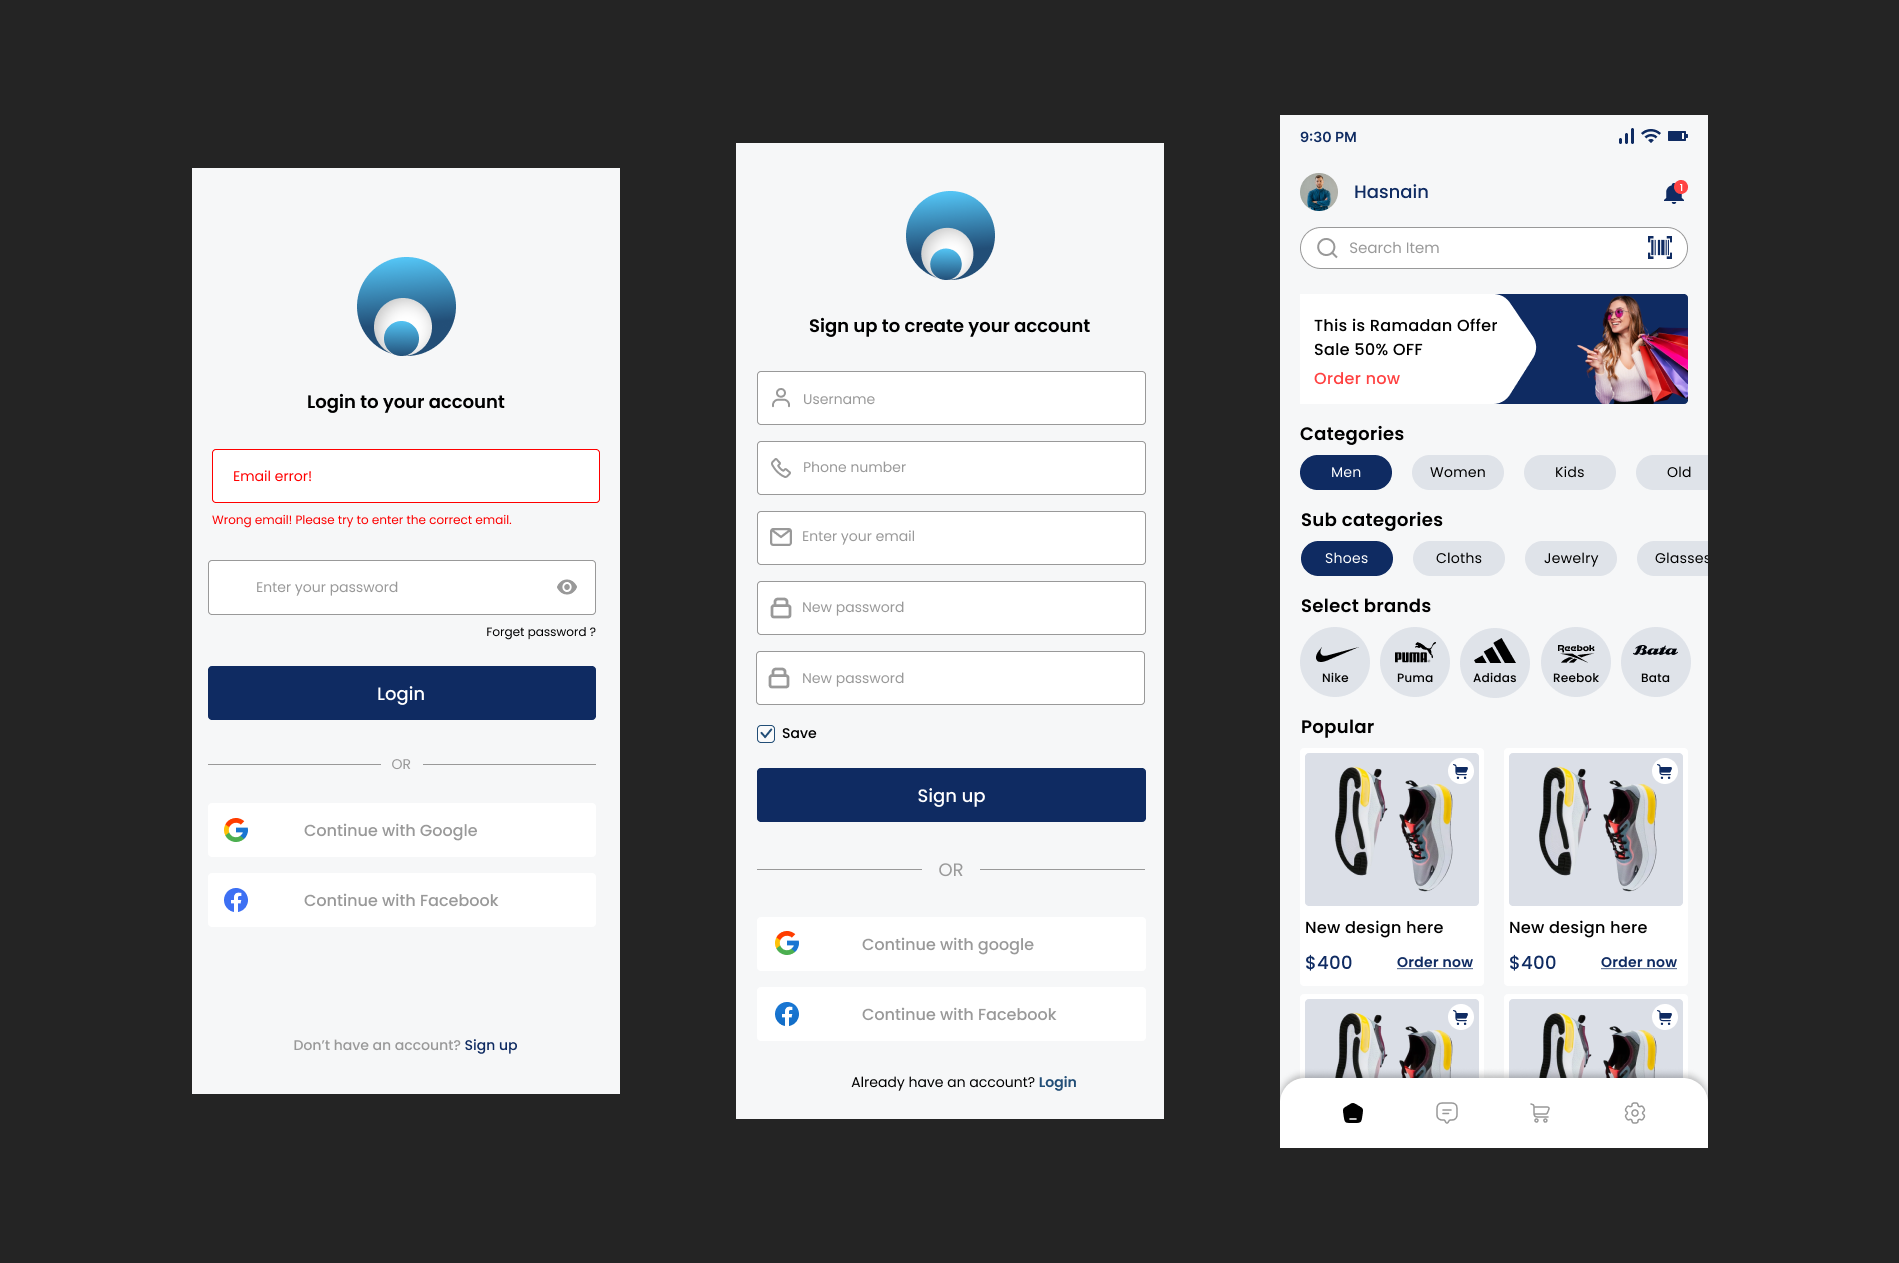 Login to your account
Email error!
Wrong email! Please try to enter the correct email.
Enter your password
Forget password ?
Login
OR
Continue with Google
Continue with Facebook
Don't have an account? Sign up
Sign up to create your account
Username
Phone number
Enter your email
New password
New password
Save
Sign up
OR
Continue with google
Continue with Facebook
Already have an account? Login
9:30 PM
Hasnain
1
Search Item
This is Ramadan Offer
Sale 50% OFF
Order now
Categories
Men Women Kids Old
Sub categories
Shoes Cloths Jewelry Glasses
Select brands
PUMA Reebok Bata
Nike Puma Adidas Reebok Bata
Popular
New design here New design here
$400 Order now $400 Order now